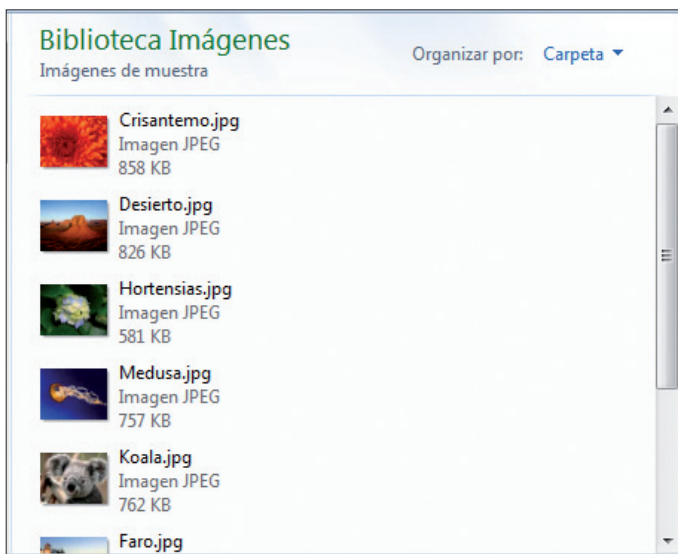 Biblioteca Imágenes
Imágenes de muestra
Organizar por: Carpeta
Crisantemo.jpg
Imagen JPEG
858 KB
Desierto.jpg
Imagen JPEG
826 KB
Hortensias.jpg
Imagen JPEG
581 KB
Medusa.jpg
Imagen JPEG
757 KB
Koala.jpg
Imagen JPEG
762 KB
Faro.jpg